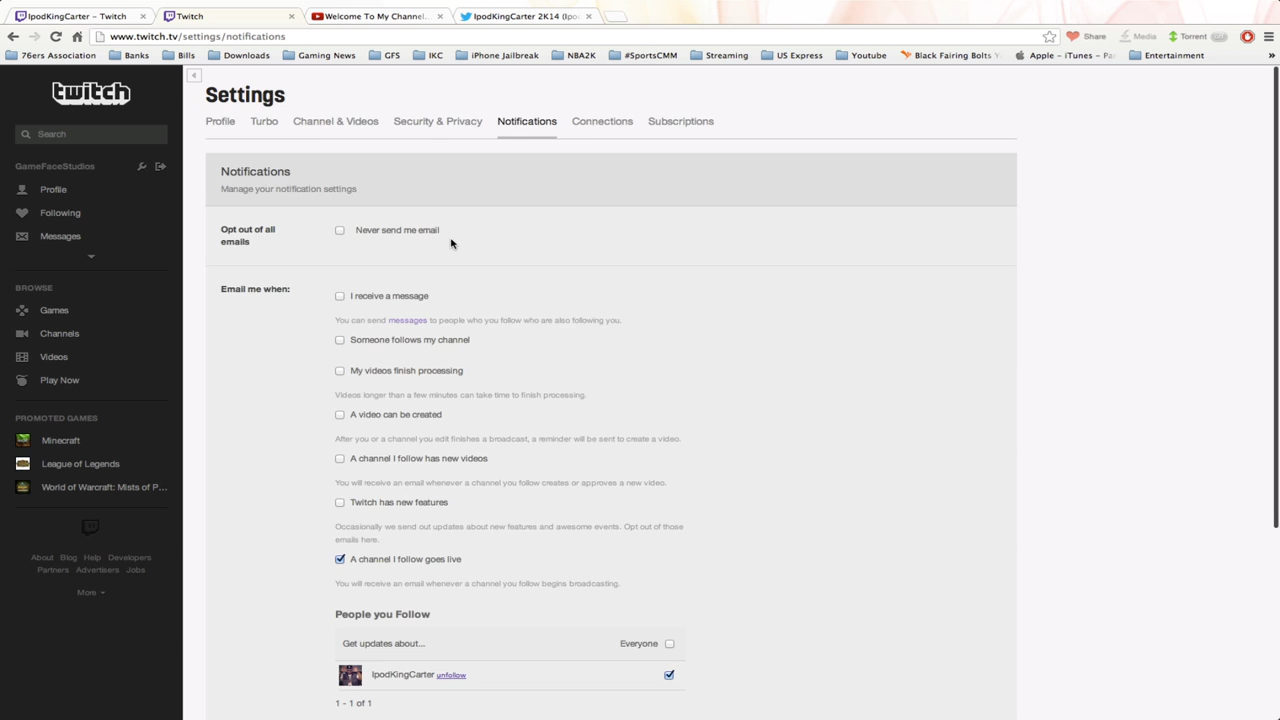 IpodKingCarter – Twitch
Twitch
Welcome To My Channel...
IpodKingCarter 2K14 (Ipo
www.twitch.tv/settings/notifications
Share
Media
Torrent
76ers Association
Banks
Bills
Downloads
Gaming News
GFS
IKC
iPhone Jailbreak
NBA2K
#SportsCMM
Streaming
US Express
Youtube
Black Fairing Bolts Y
Apple – iTunes – Pa
Entertainment
twitch
Search
GameFaceStudios
Profile
Following
Messages
BROWSE
Games
Channels
Videos
Play Now
PROMOTED GAMES
Minecraft
League of Legends
World of Warcraft: Mists of P...
About Blog Help Developers
Partners Advertisers Jobs
More
Settings
Profile
Turbo
Channel & Videos
Security & Privacy
Notifications
Connections
Subscriptions
Notifications
Manage your notification settings
Opt out of all
emails
Never send me email
Email me when:
I receive a message
You can send messages to people who you follow who are also following you.
Someone follows my channel
My videos finish processing
Videos longer than a few minutes can take time to finish processing.
A video can be created
After you or a channel you edit finishes a broadcast, a reminder will be sent to create a video.
A channel I follow has new videos
You will receive an email whenever a channel you follow creates or approves a new video.
Twitch has new features
Occasionally we send out updates about new features and awesome events. Opt out of those
emails here.
A channel I follow goes live
You will receive an email whenever a channel you follow begins broadcasting.
People you Follow
Get updates about...
Everyone
IpodKingCarter unfollow
1 - 1 of 1